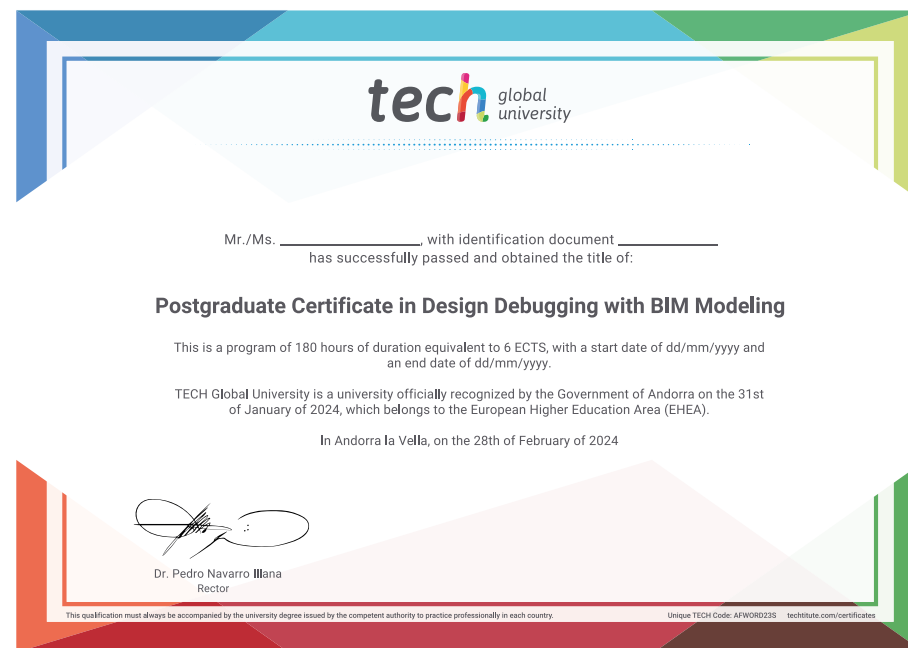 tech global
university
Mr./Ms. ____________, with identification document ____________
has successfully passed and obtained the title of:
Postgraduate Certificate in Design Debugging with BIM Modeling
This is a program of 180 hours of duration equivalent to 6 ECTS, with a start date of dd/mm/yyyy and
an end date of dd/mm/yyyy.
TECH Global University is a university officially recognized by the Government of Andorra on the 31st
of January of 2024, which belongs to the European Higher Education Area (EHEA).
In Andorra la Vella, on the 28th of February of 2024
Dr. Pedro Navarro Illana
Rector
This qualification must always be accompanied by the university degree issued by the competent authority to practice professionally in each country.
Unique TECH Code: AFWORD23S techtitute.com/certificates